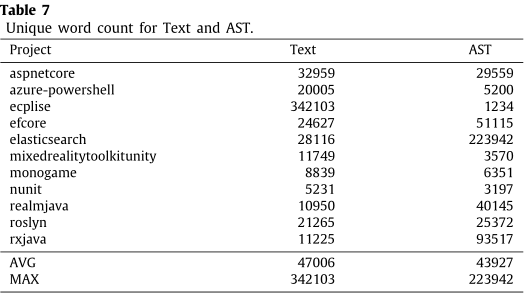 Table 7
Unique word count for Text and AST.
Project Text AST
aspnetcore 32959 29559
azure-powershell 20005 5200
ecplise 342103 1234
efcore 24627 51115
elasticsearch 28116 223942
mixedrealitytoolkitunity 11749 3570
monogame 8839 6351
nunit 5231 3197
realmjava 10950 40145
roslyn 21265 25372
rxjava 11225 93517
AVG 47006 43927
MAX 342103 223942